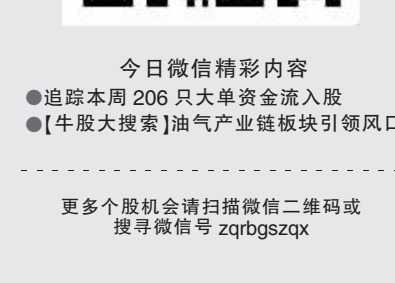 今日微信精彩内容
●追踪本周 206 只大单资金流入股
●【牛股大搜索】油气产业链板块引领风口
更多个股机会请扫描微信二维码或
搜寻微信号 zqrbgszqx